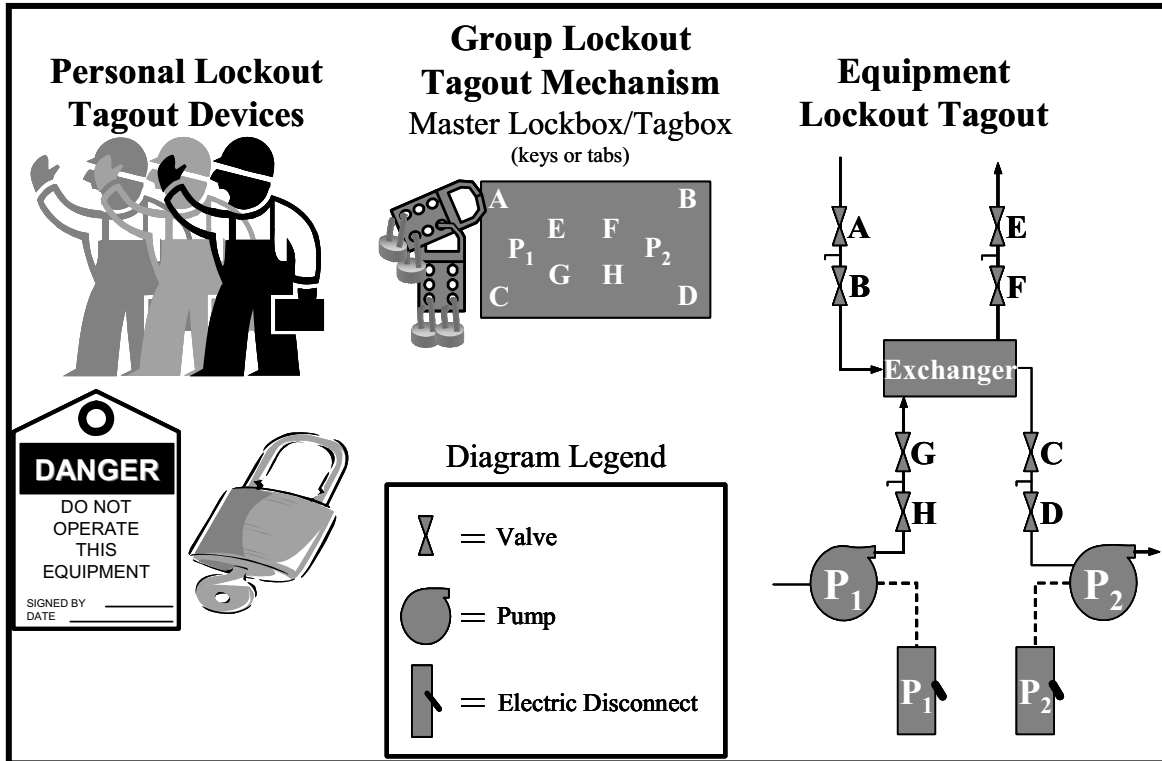 Personal Lockout
Tagout Devices
Group Lockout
Tagout Mechanism
Master Lockbox/Tagbox
(keys or tabs)
Equipment
Lockout Tagout
A B
E F
P1 P2
G H
C D
DANGER
DO NOT
OPERATE
THIS
EQUIPMENT
SIGNED BY
DATE
Diagram Legend
= Valve
= Pump
= Electric Disconnect
A E
B F
Exchanger
G C
H D
P1 P2
P1 P2